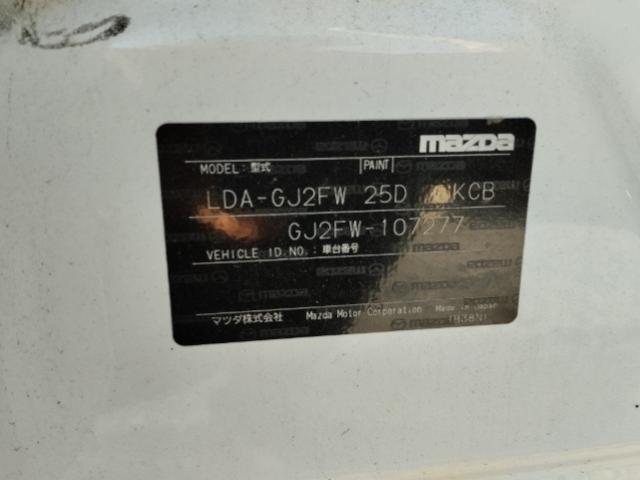 mazda
MODEL: 型式 PAINT
LDA-GJ2FW 25D KCB
GJ2FW-107277
VEHICLE ID.NO.: 車台番号
マツダ株式会社 Mazda Motor Corporation Made in Japan